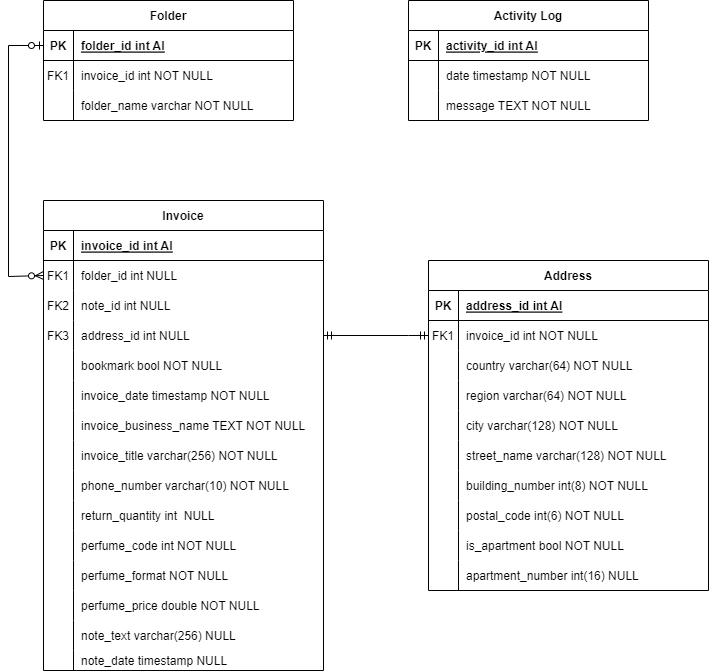 Folder
PK folder_id int AI
FK1 invoice_id int NOT NULL
folder_name varchar NOT NULL
Activity Log
PK activity_id int AI
date timestamp NOT NULL
message TEXT NOT NULL
Invoice
PK invoice_id int AI
FK1 folder_id int NULL
FK2 note_id int NULL
FK3 address_id int NULL
bookmark bool NOT NULL
invoice_date timestamp NOT NULL
invoice_business_name TEXT NOT NULL
invoice_title varchar(256) NOT NULL
phone_number varchar(10) NOT NULL
return_quantity int  NULL
perfume_code int NOT NULL
perfume_format NOT NULL
perfume_price double NOT NULL
note_text varchar(256) NULL
note_date timestamp NULL
Address
PK address_id int AI
FK1 invoice_id int NOT NULL
country varchar(64) NOT NULL
region varchar(64) NOT NULL
city varchar(128) NOT NULL
street_name varchar(128) NOT NULL
building_number int(8) NOT NULL
postal_code int(6) NOT NULL
is_apartment bool NOT NULL
apartment_number int(16) NULL